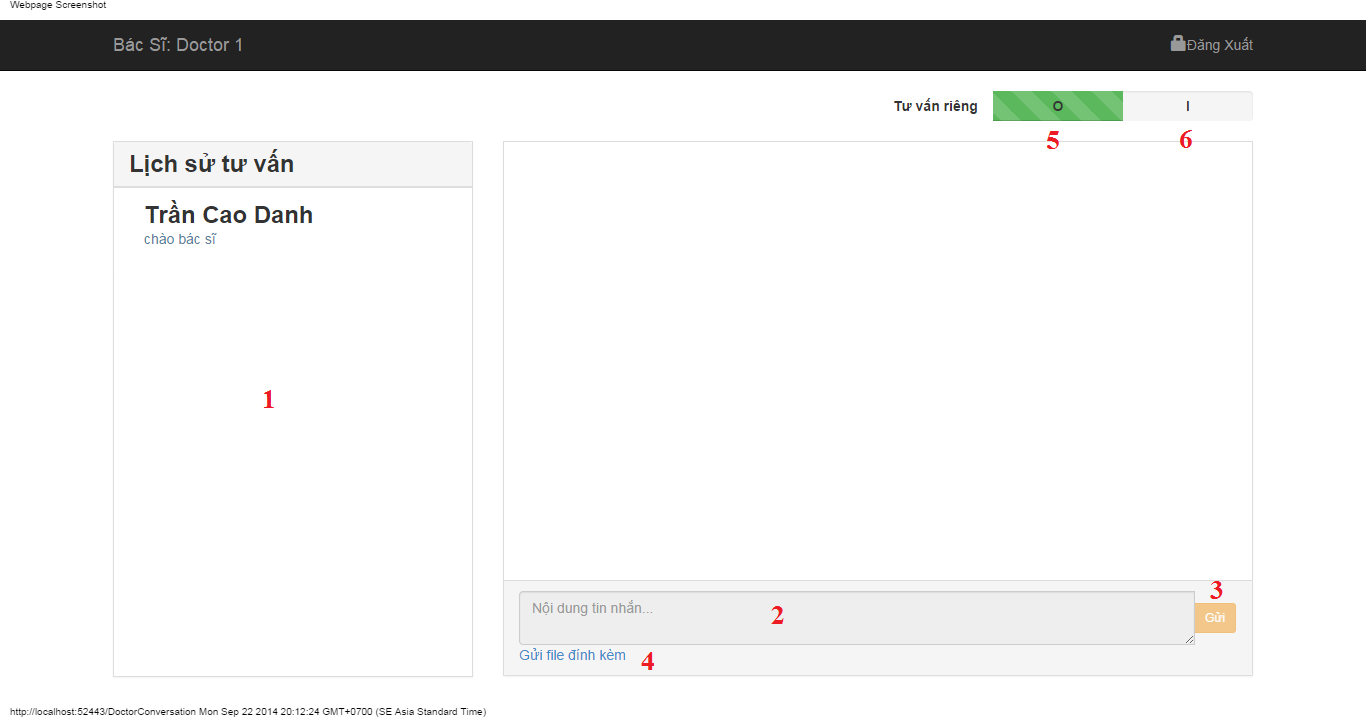 Webpage Screenshot
Bác Sĩ: Doctor 1
Đăng Xuất
Tư vấn riêng
O
I
5
6
Lịch sử tư vấn
Trần Cao Danh
chào bác sĩ
1
3
Nội dung tin nhắn...
2
Gửi
Gửi file đính kèm
4
http://localhost:52443/DoctorConversation Mon Sep 22 2014 20:12:24 GMT+0700 (SE Asia Standard Time)